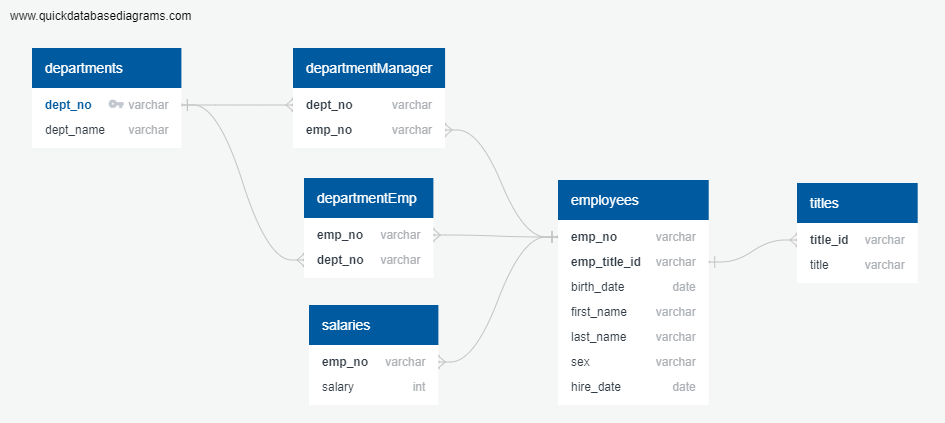 www.quickdatabasediagrams.com
departments
dept_no varchar
dept_name varchar
departmentManager
dept_no varchar
emp_no varchar
departmentEmp
emp_no varchar
dept_no varchar
salaries
emp_no varchar
salary int
employees
emp_no varchar
emp_title_id varchar
birth_date date
first_name varchar
last_name varchar
sex varchar
hire_date date
titles
title_id varchar
title varchar